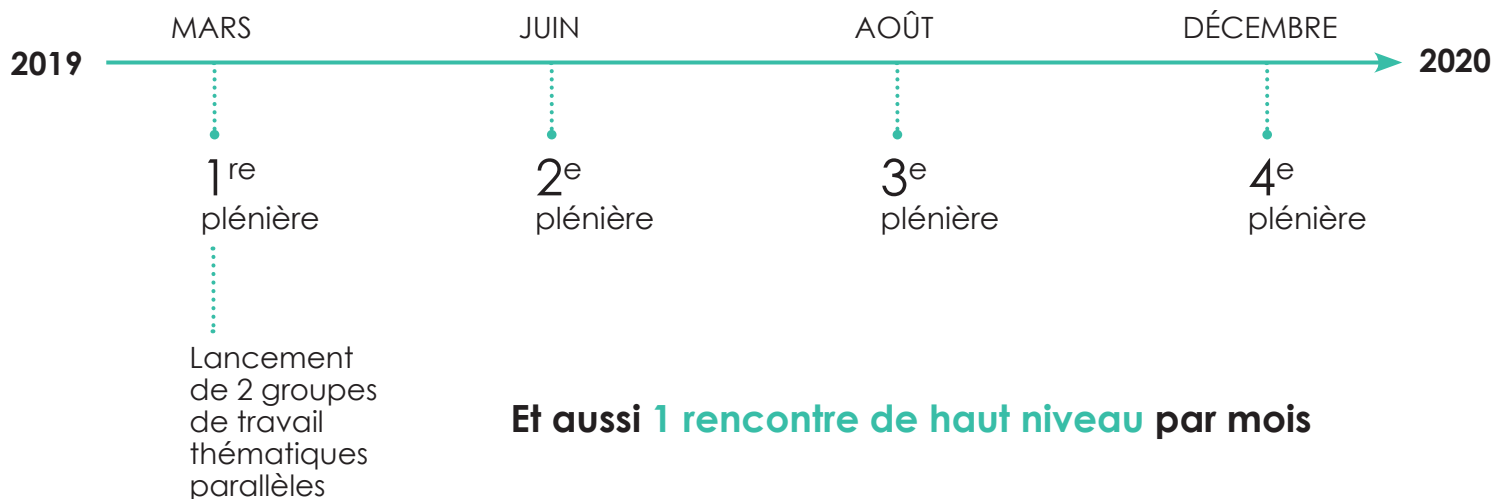 MARS JUIN AOÛT DÉCEMBRE
2019 2020
1re 2e 3e 4e
plénière plénière plénière plénière
Lancement
de 2 groupes
de travail
thématiques
parallèles
Et aussi 1 rencontre de haut niveau par mois